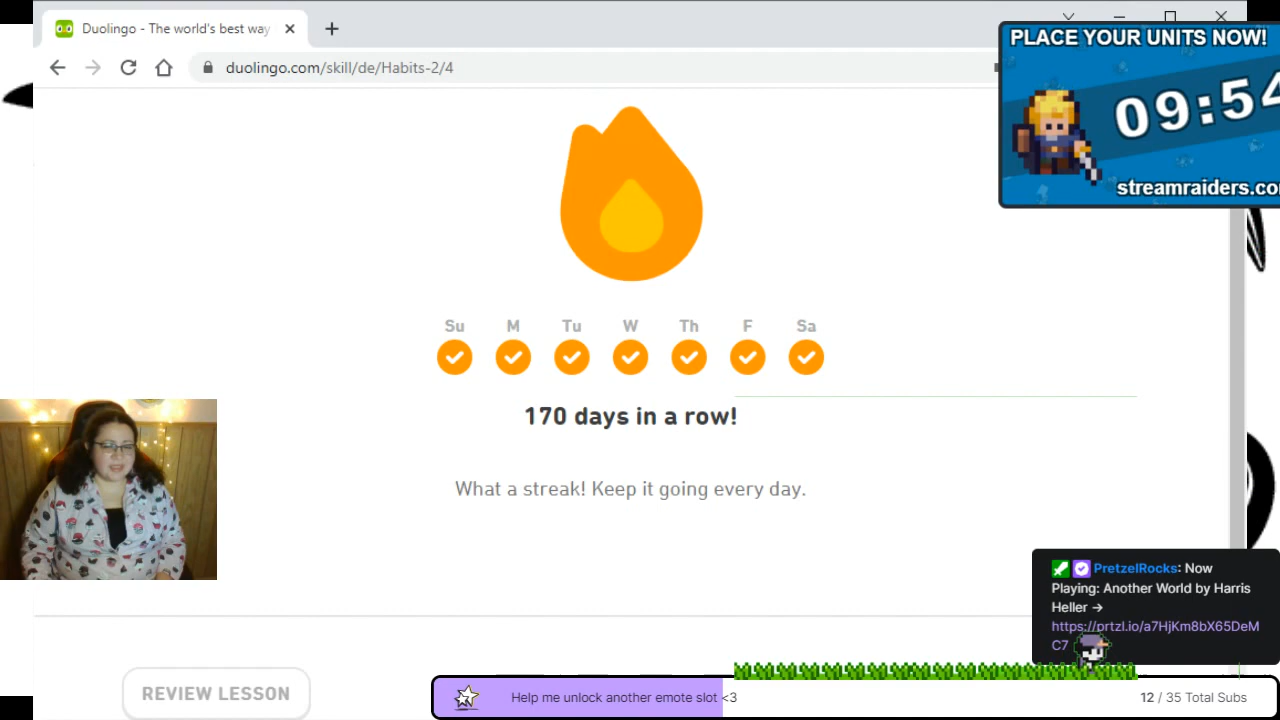 Duolingo - The world's best way
duolingo.com/skill/de/Habits-2/4
PLACE YOUR UNITS NOW!
09:54
streamraiders.co
Su M Tu W Th F Sa
170 days in a row!
What a streak! Keep it going every day.
PretzelRocks: Now
Playing: Another World by Harris
Heller →
https://prtzl.io/a7HjKm8bX65DeM
C7
REVIEW LESSON
Help me unlock another emote slot <3
12 / 35 Total Subs